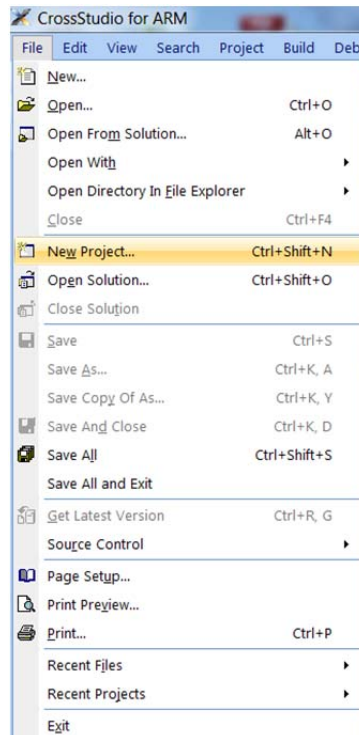 CrossStudio for ARM
File Edit View Search Project Build Deb
New...
Open... Ctrl+O
Open From Solution... Alt+O
Open With
Open Directory In File Explorer
Close Ctrl+F4
New Project... Ctrl+Shift+N
Open Solution... Ctrl+Shift+O
Close Solution
Save Ctrl+S
Save As... Ctrl+K, A
Save Copy Of As... Ctrl+K, Y
Save And Close Ctrl+K, D
Save All Ctrl+Shift+S
Save All and Exit
Get Latest Version Ctrl+R, G
Source Control
Page Setup...
Print Preview...
Print... Ctrl+P
Recent Files
Recent Projects
Exit